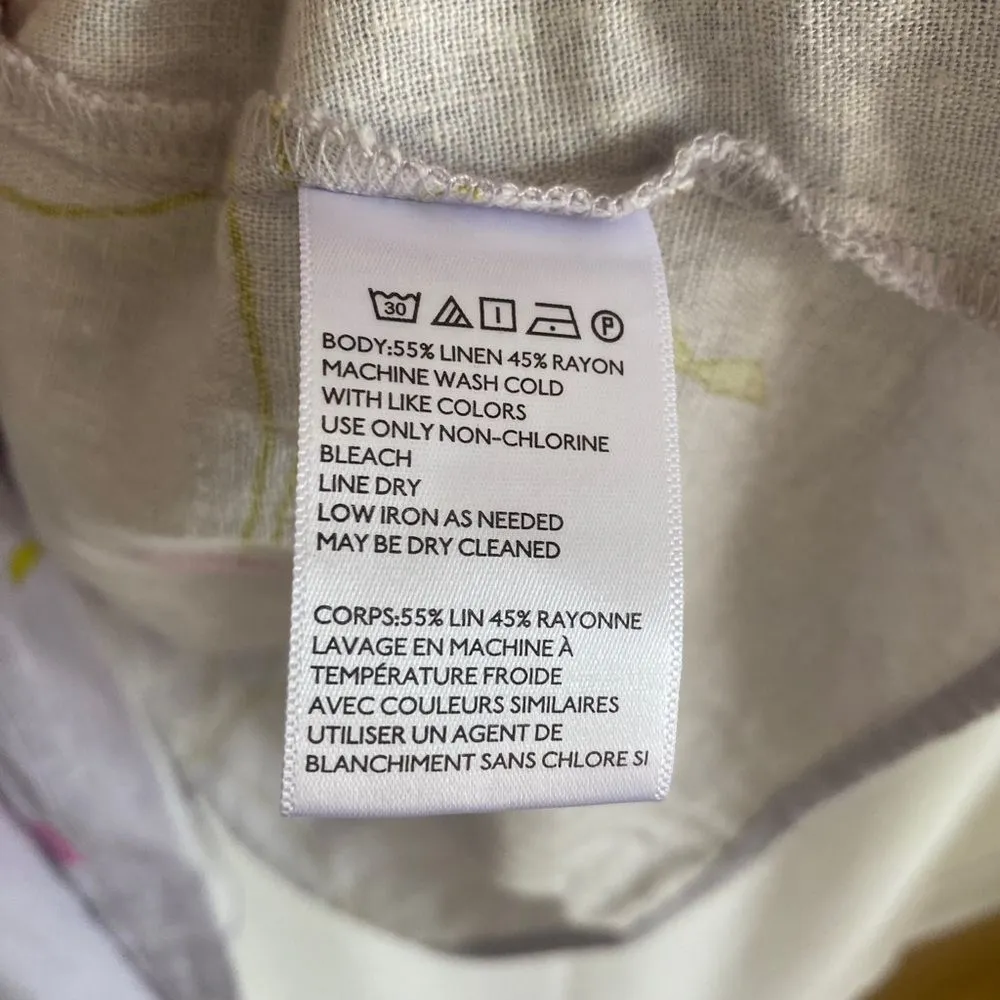 30 P
BODY:55% LINEN 45% RAYON
MACHINE WASH COLD
WITH LIKE COLORS
USE ONLY NON-CHLORINE
BLEACH
LINE DRY
LOW IRON AS NEEDED
MAY BE DRY CLEANED
CORPS:55% LIN 45% RAYONNE
LAVAGE EN MACHINE À
TEMPÉRATURE FROIDE
AVEC COULEURS SIMILAIRES
UTILISER UN AGENT DE
BLANCHIMENT SANS CHLORE SI